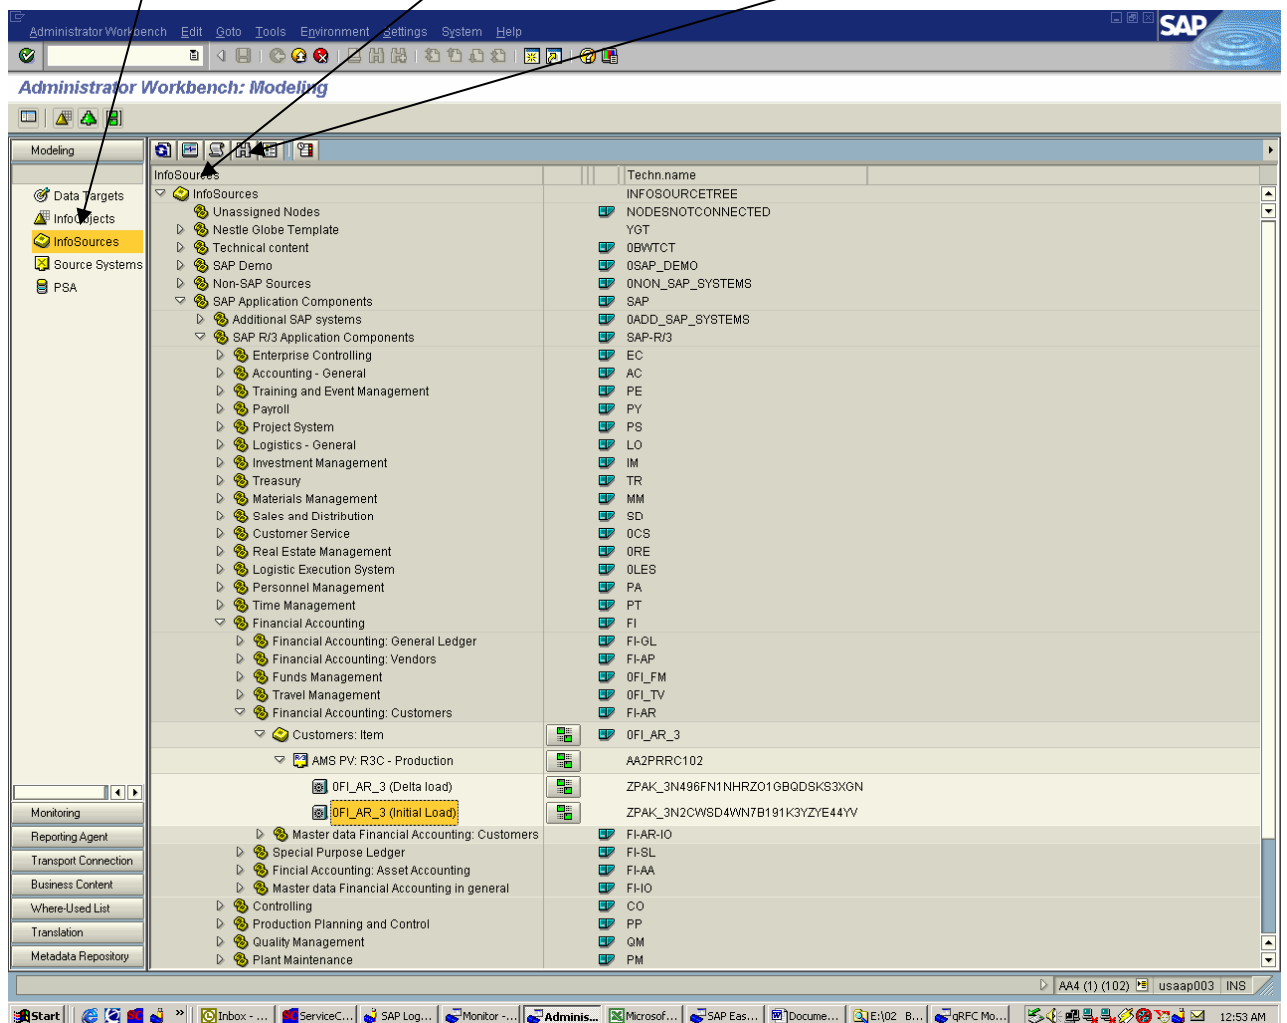 Administrator Workbench Edit Goto Tools Environment Settings System Help
SAP
Administrator Workbench: Modeling
Modeling
Data Targets
InfoObjects
InfoSources
Source Systems
PSA
Monitoring
Reporting Agent
Transport Connection
Business Content
Where-Used List
Translation
Metadata Repository
InfoSources Techn.name
InfoSources INFOSOURCETREE
Unassigned Nodes NODESNOTCONNECTED
Nestle Globe Template YGT
Technical content 0BWTCT
SAP Demo 0SAP_DEMO
Non-SAP Sources 0NON_SAP_SYSTEMS
SAP Application Components SAP
Additional SAP systems 0ADD_SAP_SYSTEMS
SAP R/3 Application Components SAP-R/3
Enterprise Controlling EC
Accounting - General AC
Training and Event Management PE
Payroll PY
Project System PS
Logistics - General LO
Investment Management IM
Treasury TR
Materials Management MM
Sales and Distribution SD
Customer Service 0CS
Real Estate Management 0RE
Logistic Execution System 0LES
Personnel Management PA
Time Management PT
Financial Accounting FI
Financial Accounting: General Ledger FI-GL
Financial Accounting: Vendors FI-AP
Funds Management 0FI_FM
Travel Management 0FI_TV
Financial Accounting: Customers FI-AR
Customers: Item 0FI_AR_3
AMS PV: R3C - Production AA2PRRC102
0FI_AR_3 (Delta load) ZPAK_3N496FN1NHRZO1GBQDSKS3XGN
0FI_AR_3 (Initial Load) ZPAK_3N2CWSD4WN7B191K3YZYE44YV
Master data Financial Accounting: Customers FI-AR-IO
Special Purpose Ledger FI-SL
Fincial Accounting: Asset Accounting FI-AA
Master data Financial Accounting in general FI-IO
Controlling CO
Production Planning and Control PP
Quality Management QM
Plant Maintenance PM
AA4 (1) (102) usaap003 INS
Start » Inbox - ... ServiceC... SAP Log... Monitor -... Adminis... Microsof... SAP Eas... Docume... E:\02 B... qRFC Mo... 12:53 AM